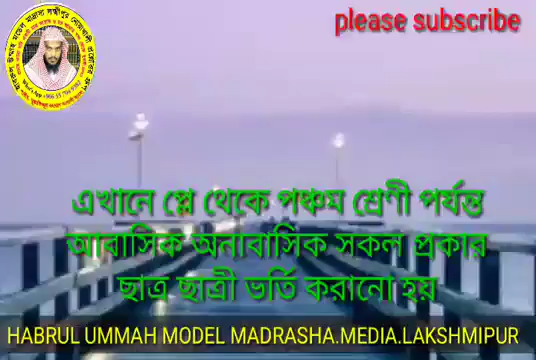 please subscribe
এখানে প্লে থেকে পঞ্চম শ্রেণী পর্যন্ত
আবাসিক অনাবাসিক সকল প্রকার
ছাত্র ছাত্রী ভর্তি করানো হয়
HABRUL UMMAH MODEL MADRASHA.MEDIA.LAKSHMIPUR